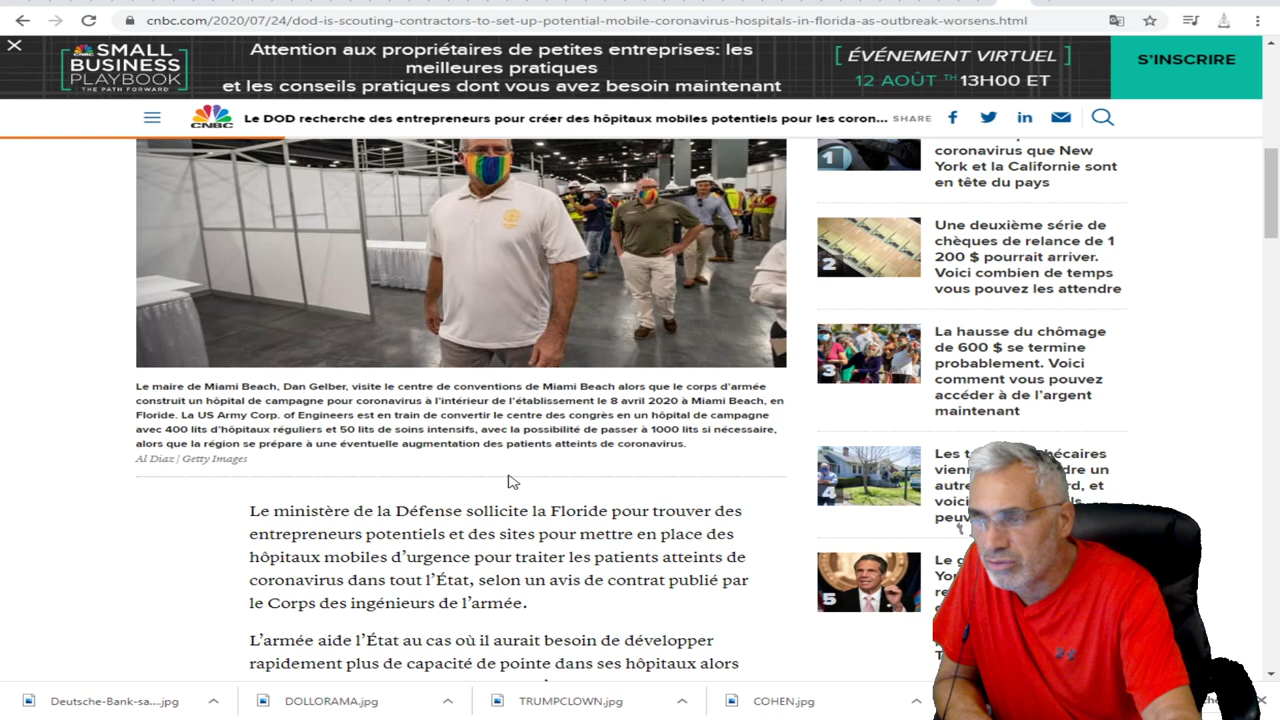 cnbc.com/2020/07/24/dod-is-scouting-contractors-to-set-up-potential-mobile-coronavirus-hospitals-in-florida-as-outbreak-worsens.html
CNBC
SMALL
BUSINESS
PLAYBOOK
THE PATH FORWARD
Attention aux propriétaires de petites entreprises: les
meilleures pratiques
et les conseils pratiques dont vous avez besoin maintenant
[ ÉVÉNEMENT VIRTUEL ]
12 AOÛT TH 13H00 ET
S'INSCRIRE
CNBC
Le DOD recherche des entrepreneurs pour créer des hôpitaux mobiles potentiels pour les coron...
SHARE
Le maire de Miami Beach, Dan Gelber, visite le centre de conventions de Miami Beach alors que le corps d'armée
construit un hôpital de campagne pour coronavirus à l'intérieur de l'établissement le 8 avril 2020 à Miami Beach, en
Floride. La US Army Corp. of Engineers est en train de convertir le centre des congrès en un hôpital de campagne
avec 400 lits d'hôpitaux réguliers et 50 lits de soins intensifs, avec la possibilité de passer à 1000 lits si nécessaire,
alors que la région se prépare à une éventuelle augmentation des patients atteints de coronavirus.
Al Diaz | Getty Images
Le ministère de la Défense sollicite la Floride pour trouver des
entrepreneurs potentiels et des sites pour mettre en place des
hôpitaux mobiles d'urgence pour traiter les patients atteints de
coronavirus dans tout l'État, selon un avis de contrat publié par
le Corps des ingénieurs de l'armée.
L'armée aide l'État au cas où il aurait besoin de développer
rapidement plus de capacité de pointe dans ses hôpitaux alors
1
coronavirus que New
York et la Californie sont
en tête du pays
2
Une deuxième série de
chèques de relance de 1
200 $ pourrait arriver.
Voici combien de temps
vous pouvez les attendre
3
La hausse du chômage
de 600 $ se termine
probablement. Voici
comment vous pouvez
accéder à de l'argent
maintenant
4
Les
5
Deutsche-Bank-sa....jpg
DOLLORAMA.jpg
TRUMPCLOWN.jpg
COHEN.jpg